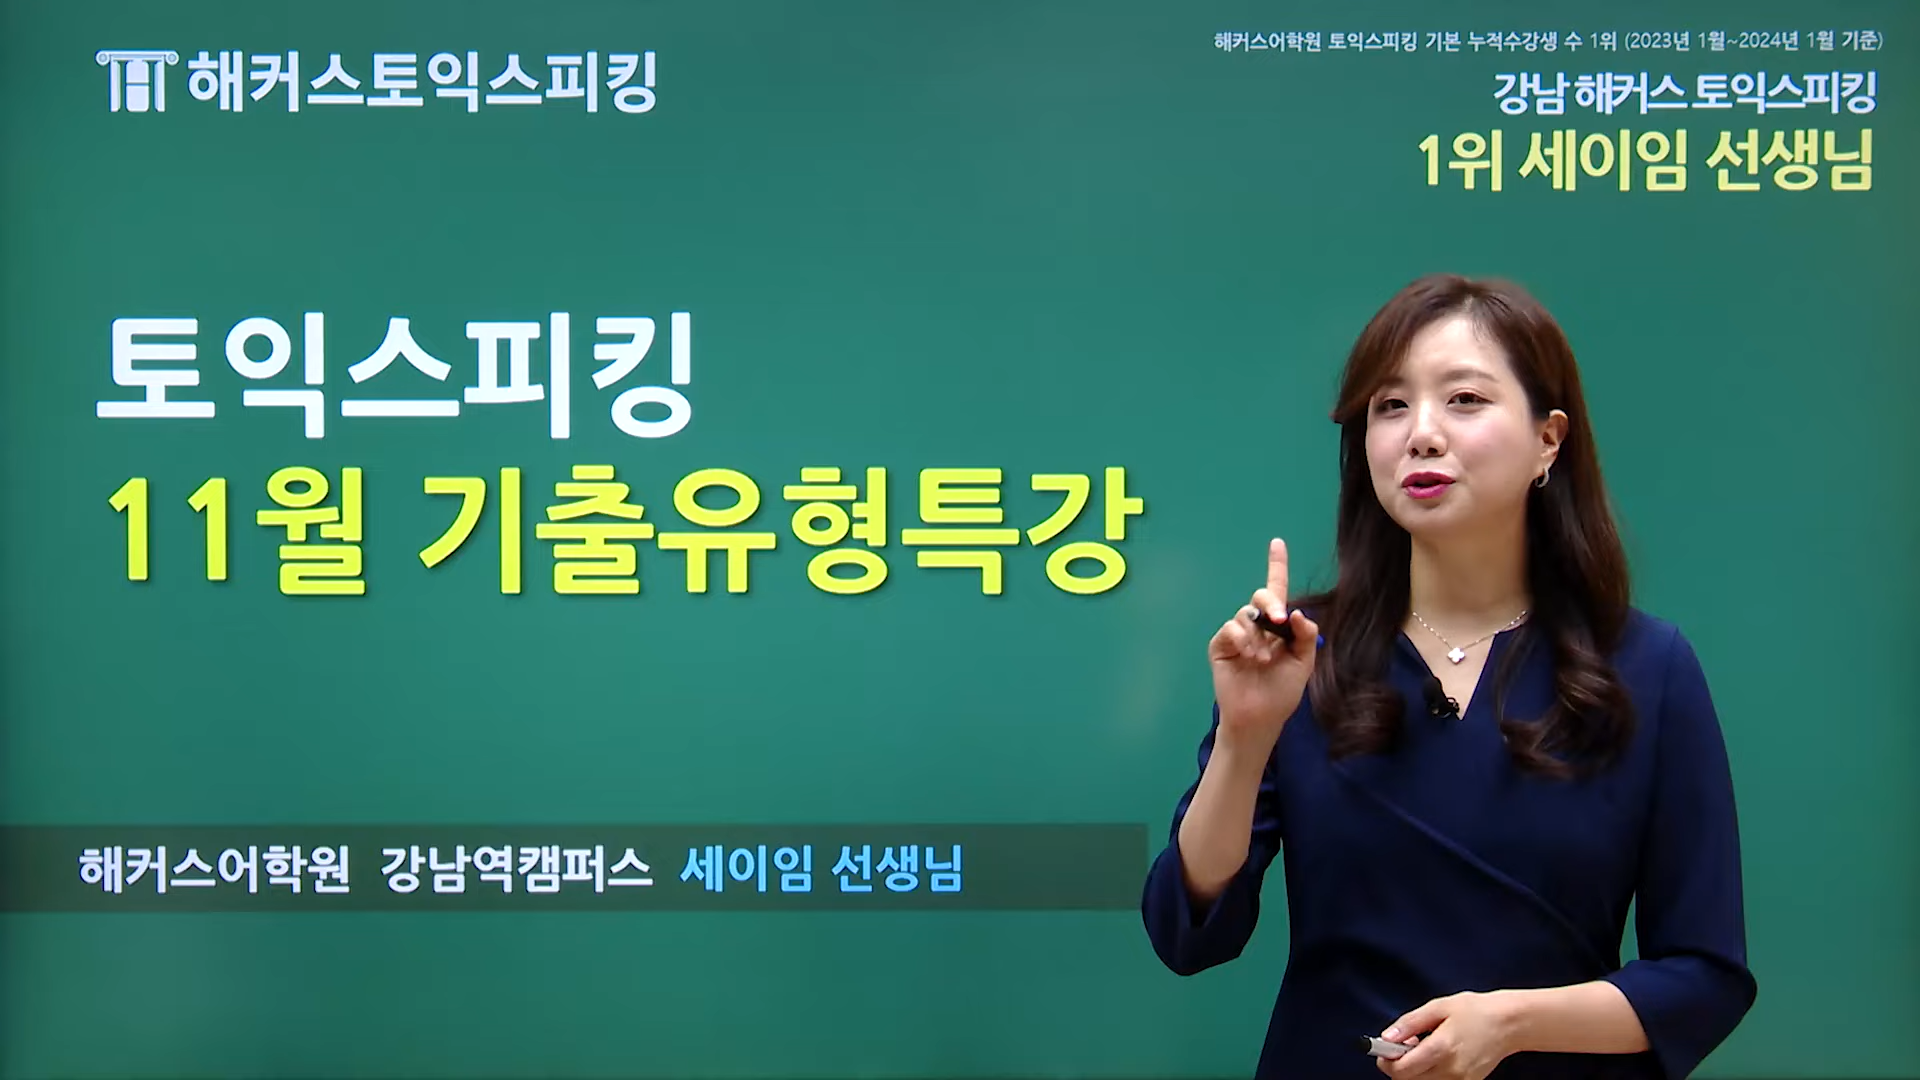 해커스토익스피킹
해커스어학원 토익스피킹 기본 누적수강생 수 1위 (2023년 1월~2024년 1월 기준)
강남 해커스 토익스피킹
1위 세이임 선생님
토익스피킹
11월 기출유형특강
해커스어학원 강남역캠퍼스 세이임 선생님